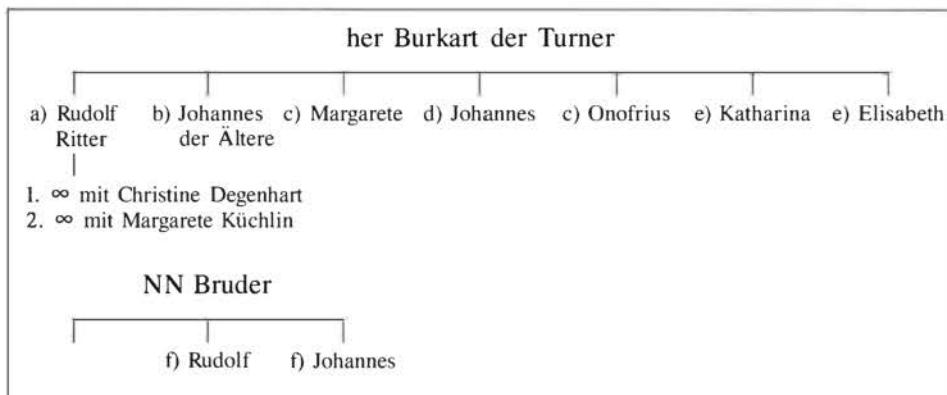 her Burkart der Turner
a) Rudolf b) Johannes c) Margarete d) Johannes c) Onofrius e) Katharina e) Elisabeth
Ritter der Ältere
1. ∞ mit Christine Degenhart
2. ∞ mit Margarete Küchlin
NN Bruder
f) Rudolf f) Johannes